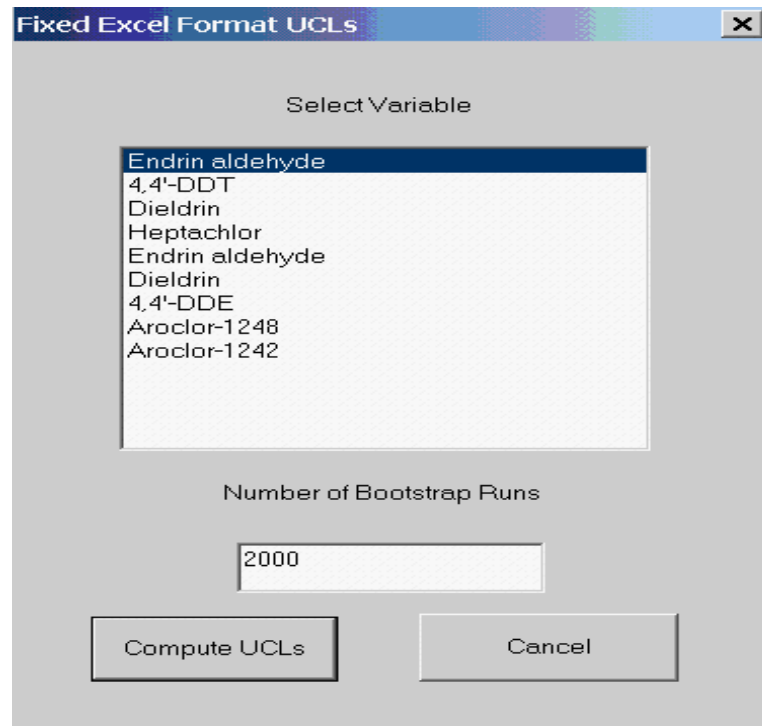 Fixed Excel Format UCLs
Select Variable
Endrin aldehyde
4,4'-DDT
Dieldrin
Heptachlor
Endrin aldehyde
Dieldrin
4,4'-DDE
Aroclor-1248
Aroclor-1242
Number of Bootstrap Runs
2000
Compute UCLs
Cancel